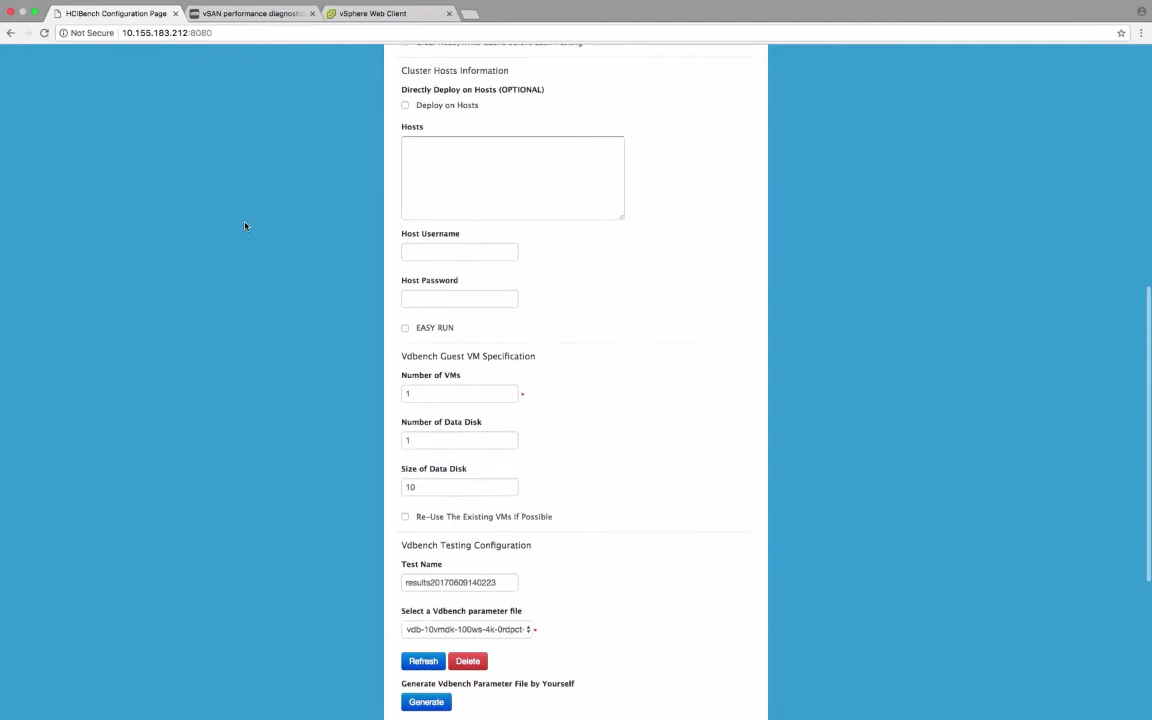 HCIBench Configuration Page
vSAN performance diagnosti
vSphere Web Client
Not Secure
10.155.183.212:8080
Cluster Hosts Information
Directly Deploy on Hosts (OPTIONAL)
Deploy on Hosts
Hosts
Host Username
Host Password
EASY RUN
Vdbench Guest VM Specification
Number of VMs
1
*
Number of Data Disk
1
Size of Data Disk
10
Re-Use The Existing VMs If Possible
Vdbench Testing Configuration
Test Name
results20170609140223
Select a Vdbench parameter file
vdb-10vmdk-100ws-4k-0rdpct-
*
Refresh Delete
Generate Vdbench Parameter File by Yourself
Generate